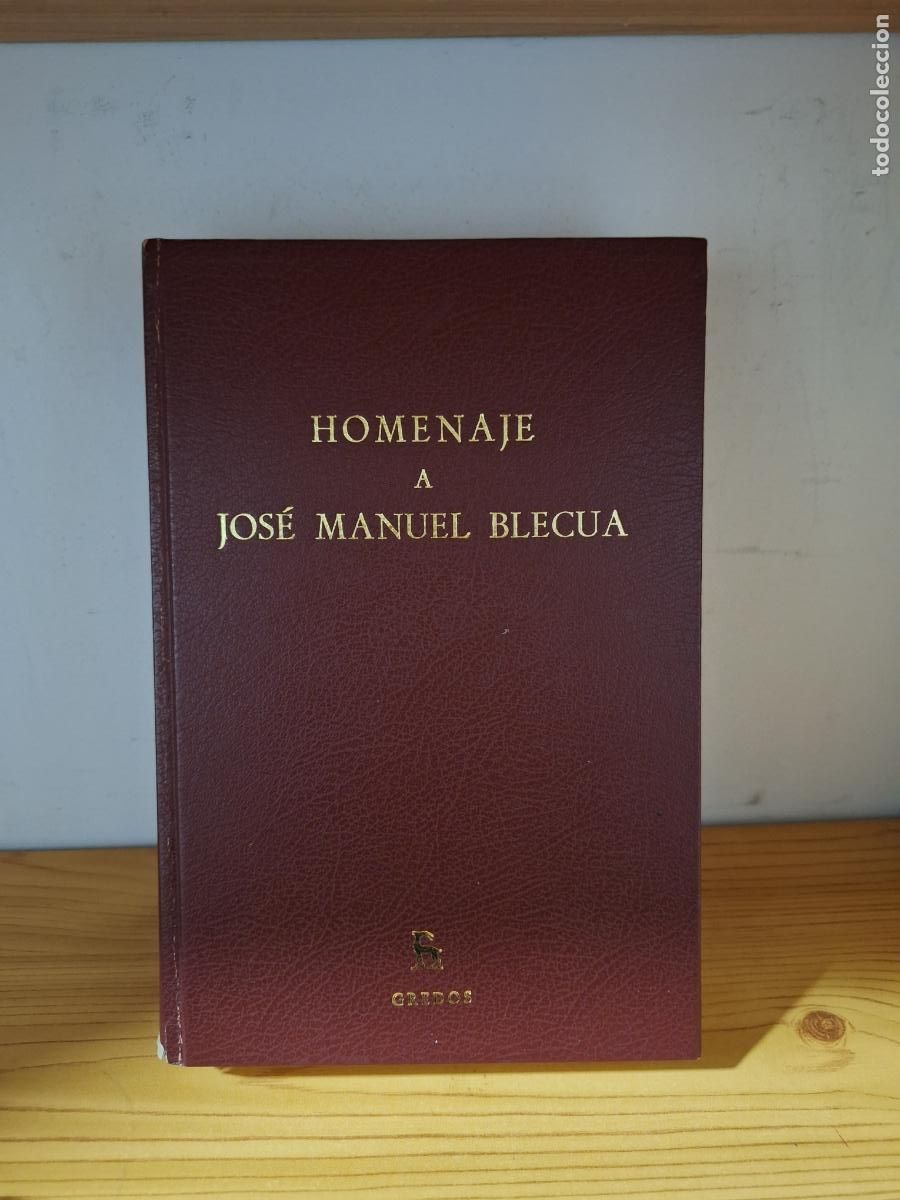 todocoleccion
HOMENAJE
A
JOSÉ MANUEL BLECUA
GREDOS